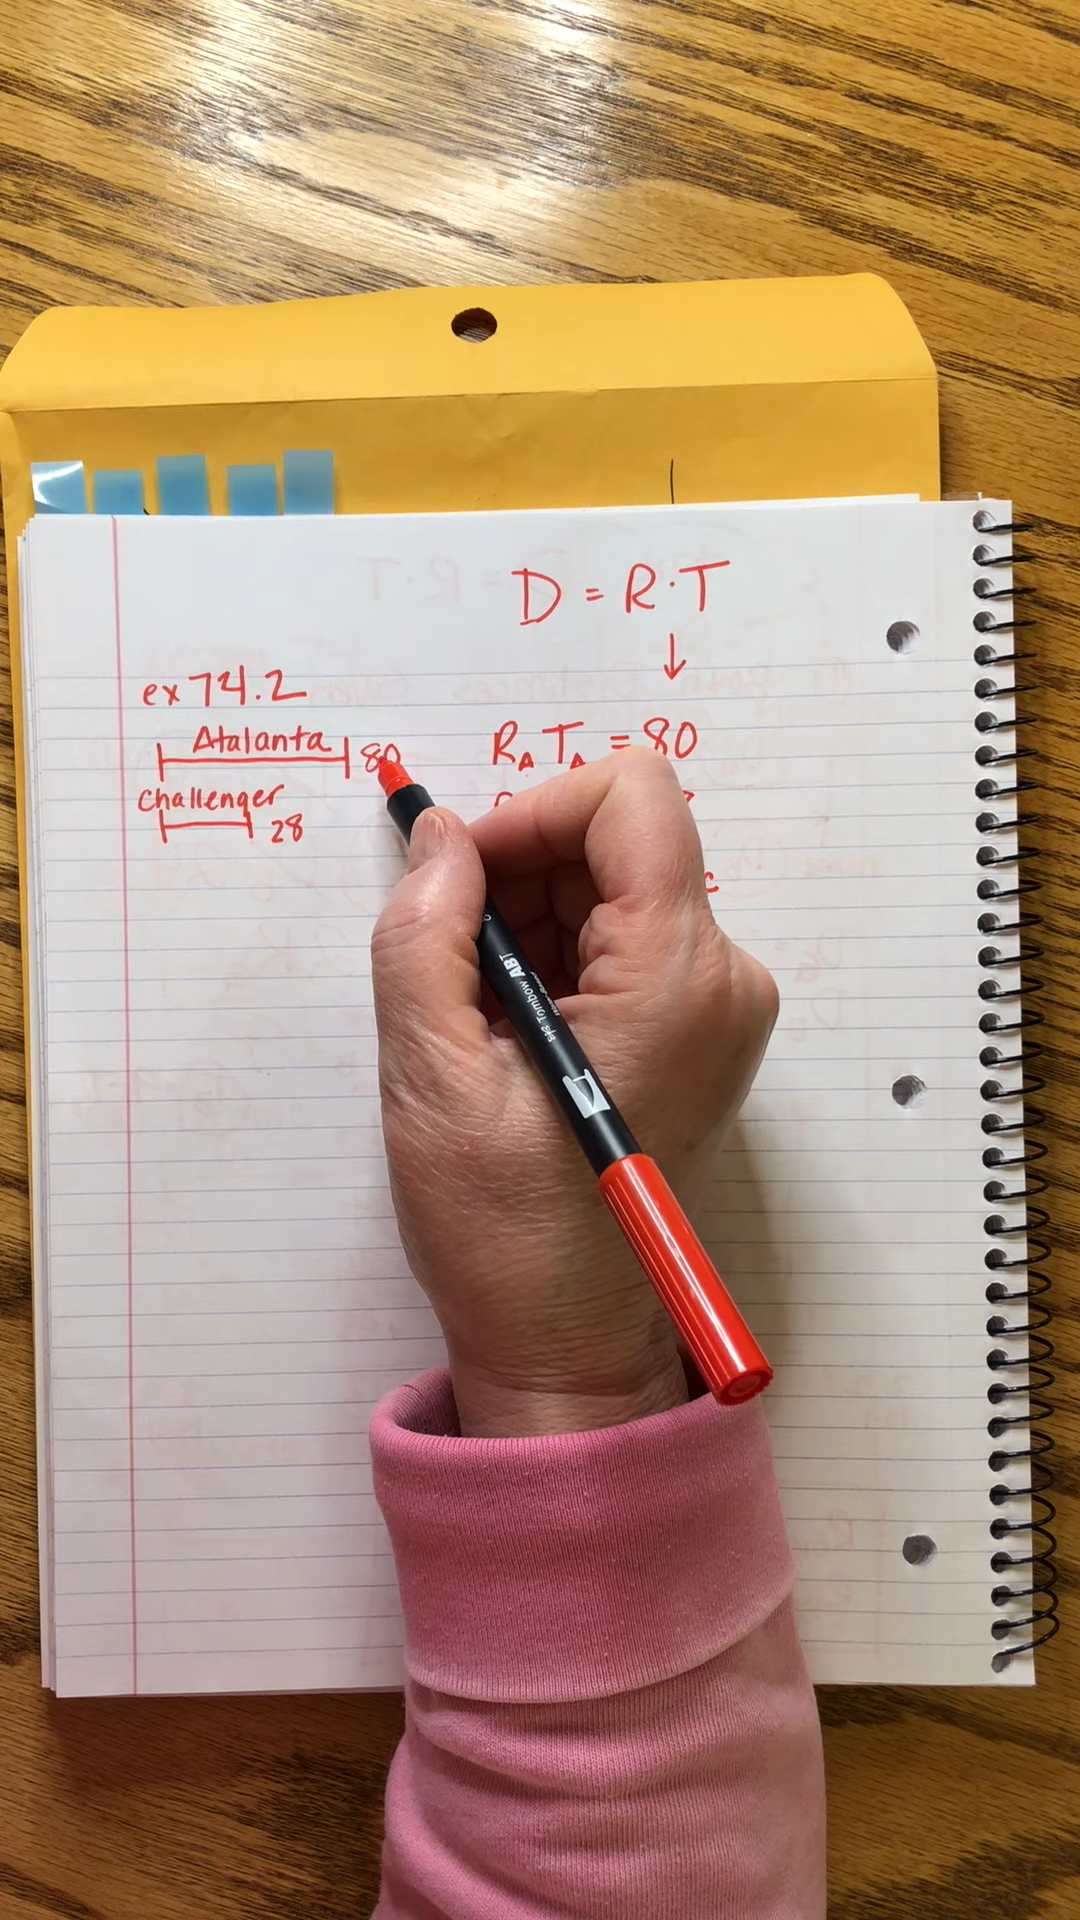 D = R·T
↓
ex 74.2
Atalanta
80
R_A T_A = 80
Challenger
28
c
Tombow ABT